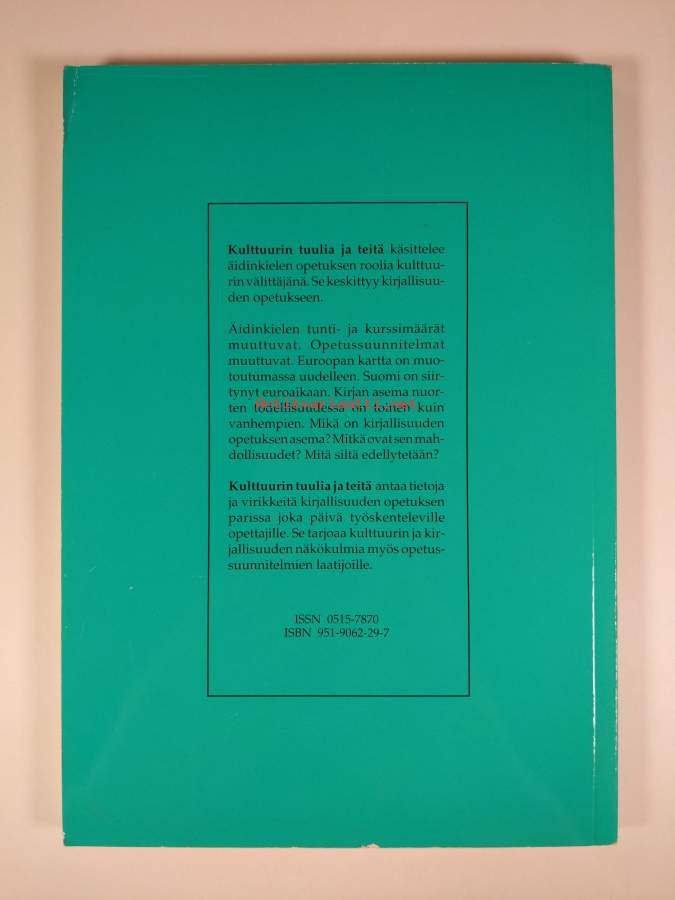 Kulttuurin tuulia ja teitä käsittelee
äidinkielen opetuksen roolia kulttuu-
rin välittäjänä. Se keskittyy kirjallisuu-
den opetukseen.
Äidinkielen tunti- ja kurssimäärät
muuttuvat. Opetussuunnitelmat
muuttuvat. Euroopan kartta on muo-
toutumassa uudelleen. Suomi on siir-
tynyt euroaikaan. Kirjan asema nuor-
ten todellisuudessa on toinen kuin
Antikvariaatti.net
vanhempien. Mikä on kirjallisuuden
opetuksen asema? Mitkä ovat sen mah-
dollisuudet? Mitä siltä edellytetään?
Kulttuurin tuulia ja teitä antaa tietoja
ja virikkeitä kirjallisuuden opetuksen
parissa joka päivä työskenteleville
opettajille. Se tarjoaa kulttuurin ja kir-
jallisuuden näkökulmia myös opetus-
suunnitelmien laatijoille.
ISSN 0515-7870
ISBN 951-9062-29-7